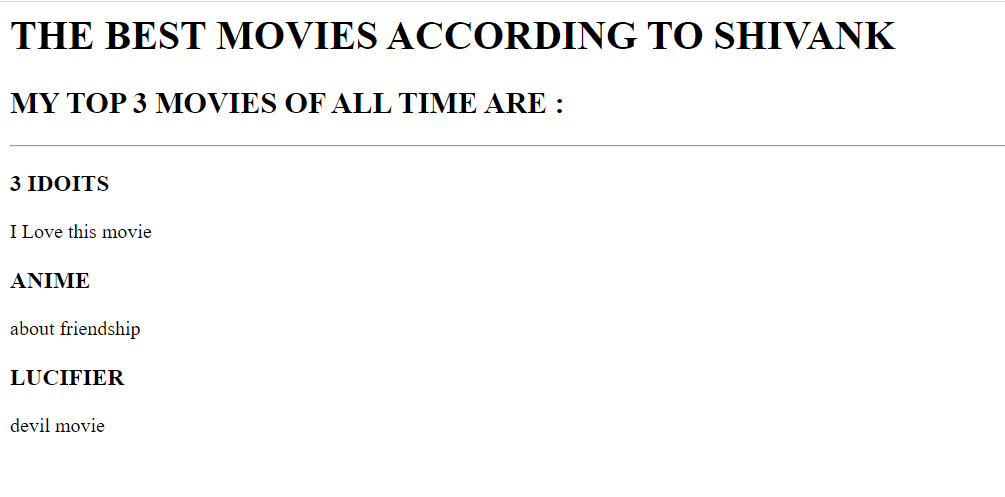 THE BEST MOVIES ACCORDING TO SHIVANK
MY TOP 3 MOVIES OF ALL TIME ARE :
3 IDOITS
I Love this movie
ANIME
about friendship
LUCIFIER
devil movie